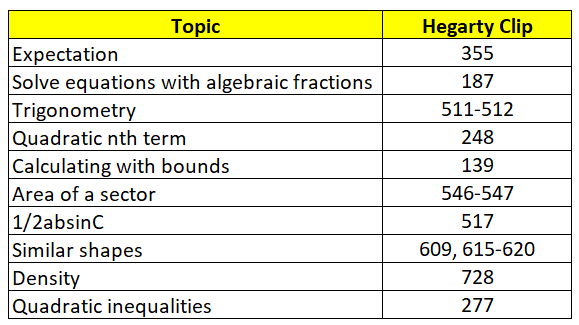 Topic Hegarty Clip
Expectation 355
Solve equations with algebraic fractions 187
Trigonometry 511-512
Quadratic nth term 248
Calculating with bounds 139
Area of a sector 546-547
1/2absinC 517
Similar shapes 609, 615-620
Density 728
Quadratic inequalities 277